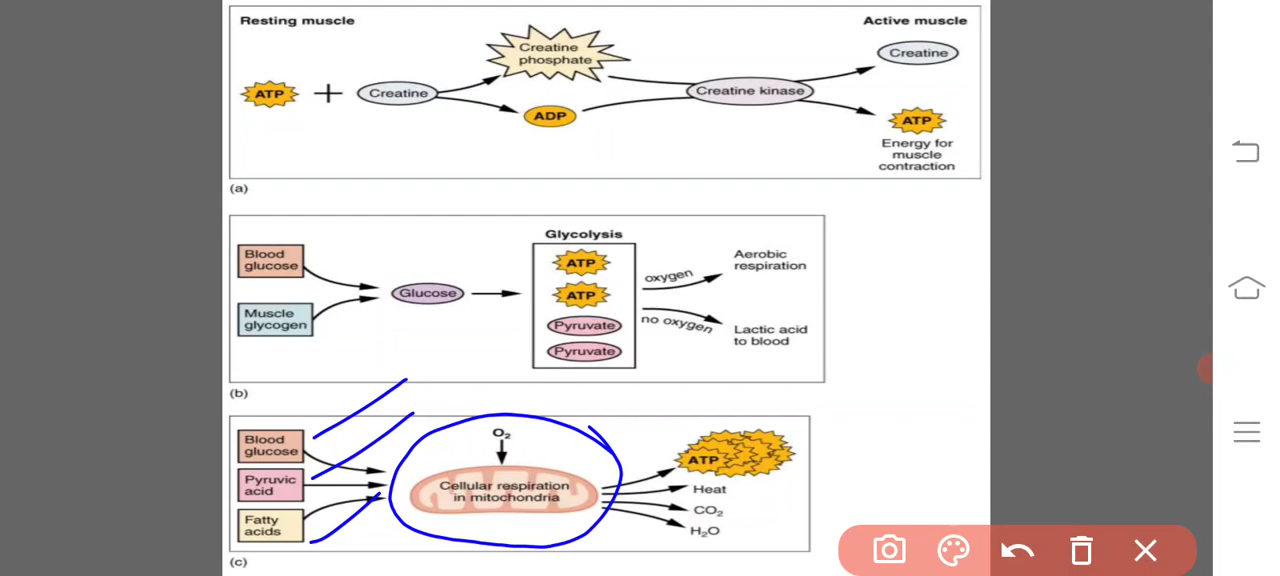 Resting muscle
Active muscle
ATP
+
Creatine
Creatine
phosphate
ADP
Creatine kinase
Creatine
ATP
Energy for
muscle
contraction
(a)
Blood
glucose
Muscle
glycogen
Glucose
Glycolysis
ATP
ATP
Pyruvate
Pyruvate
oxygen
no oxygen
Aerobic
respiration
Lactic acid
to blood
(b)
Blood
glucose
Pyruvic
acid
Fatty
acids
O₂
Cellular respiration
in mitochondria
ATP
Heat
CO₂
H₂O
(c)